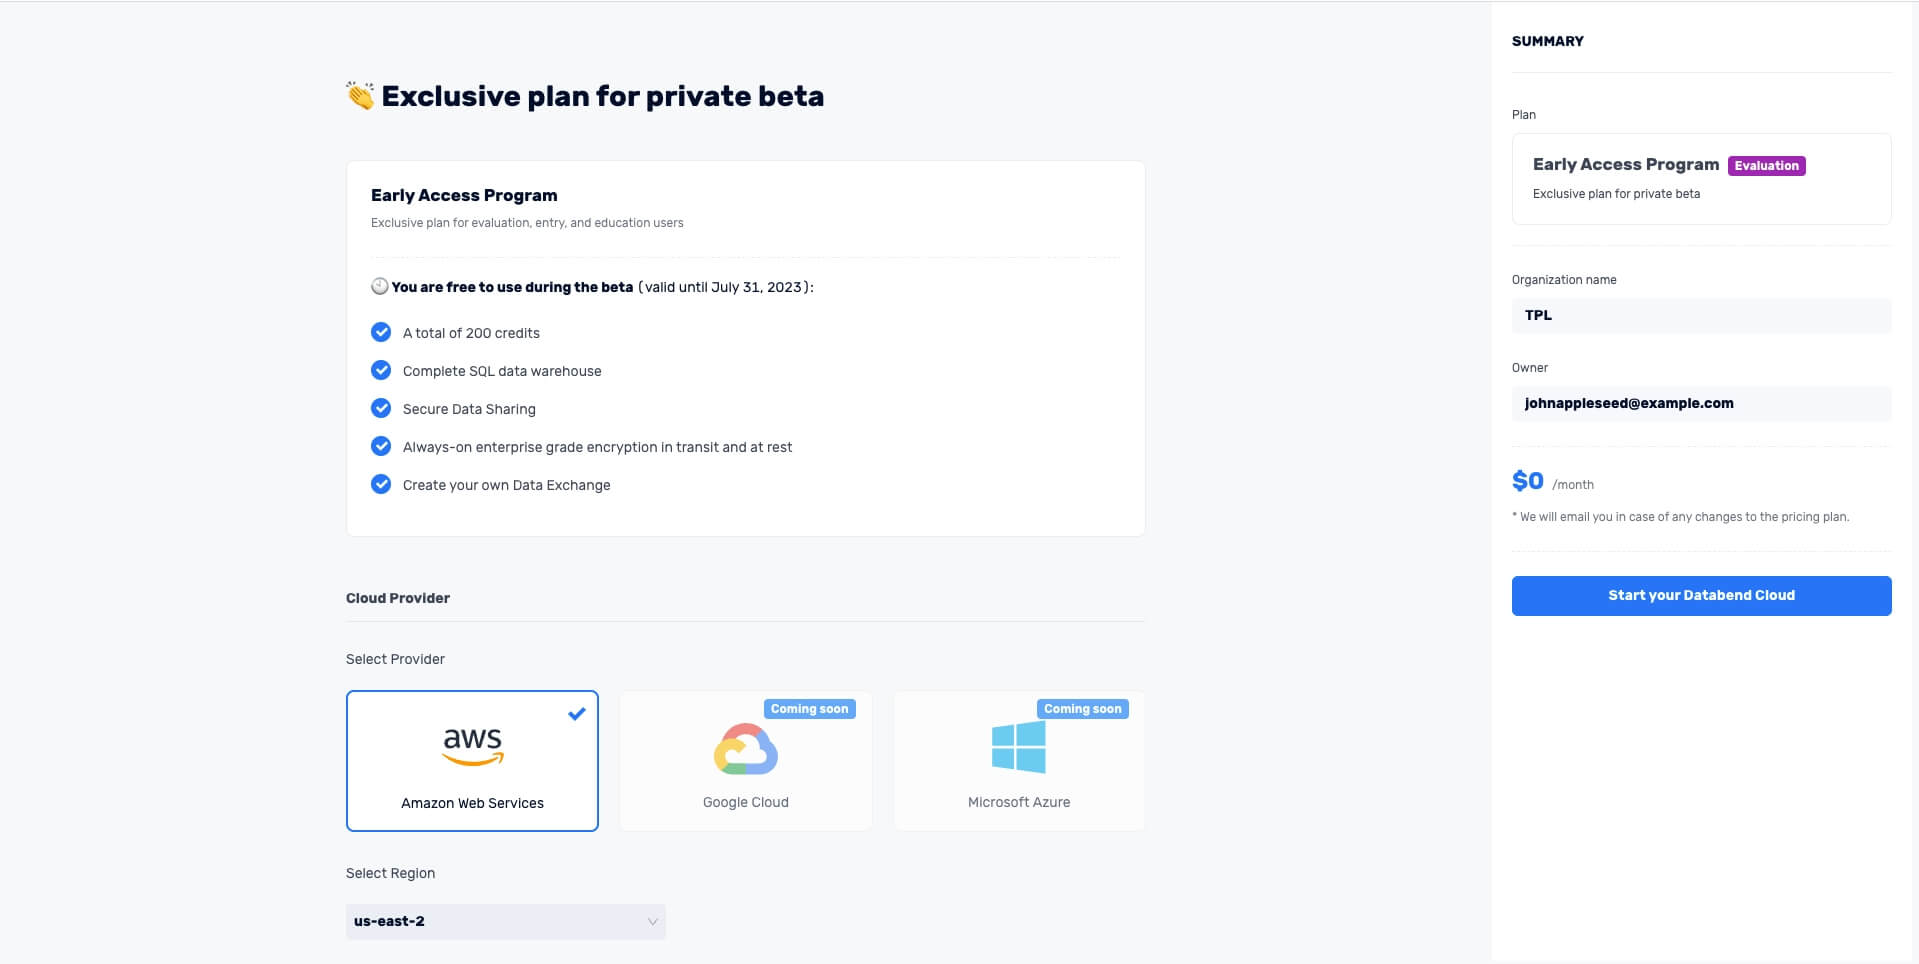 👏 Exclusive plan for private beta
Early Access Program
Exclusive plan for evaluation, entry, and education users
🕙 You are free to use during the beta (valid until July 31, 2023):
A total of 200 credits
Complete SQL data warehouse
Secure Data Sharing
Always-on enterprise grade encryption in transit and at rest
Create your own Data Exchange
Cloud Provider
Select Provider
aws
Amazon Web Services
Coming soon
Google Cloud
Coming soon
Microsoft Azure
Select Region
us-east-2
SUMMARY
Plan
Early Access Program Evaluation
Exclusive plan for private beta
Organization name
TPL
Owner
johnappleseed@example.com
$0 /month
* We will email you in case of any changes to the pricing plan.
Start your Databend Cloud